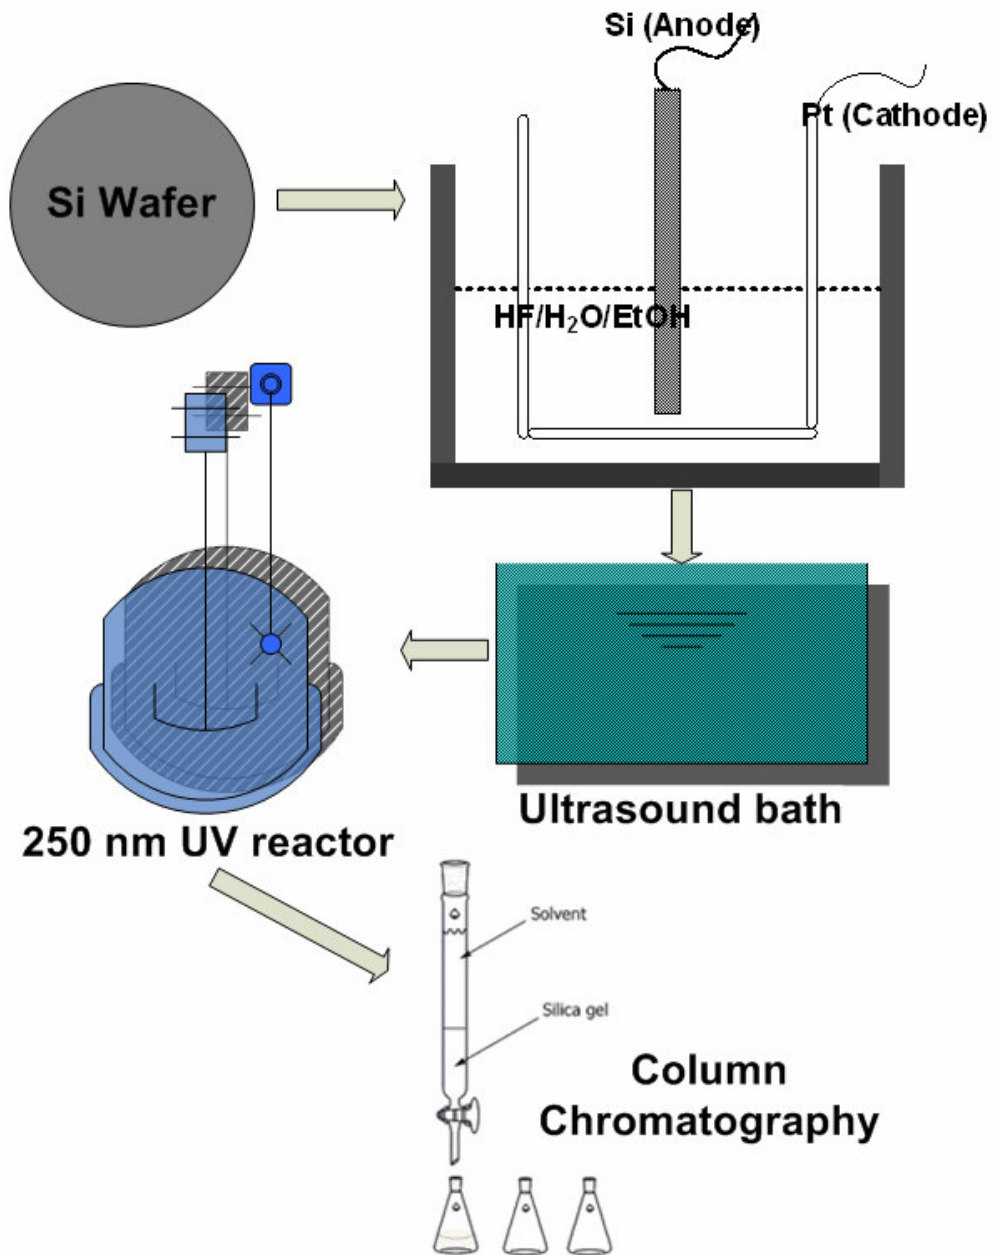 Si (Anode)
Pt (Cathode)
Si Wafer
HF/H₂O/EtOH
Ultrasound bath
250 nm UV reactor
Solvent
Silica gel
Column
Chromatography